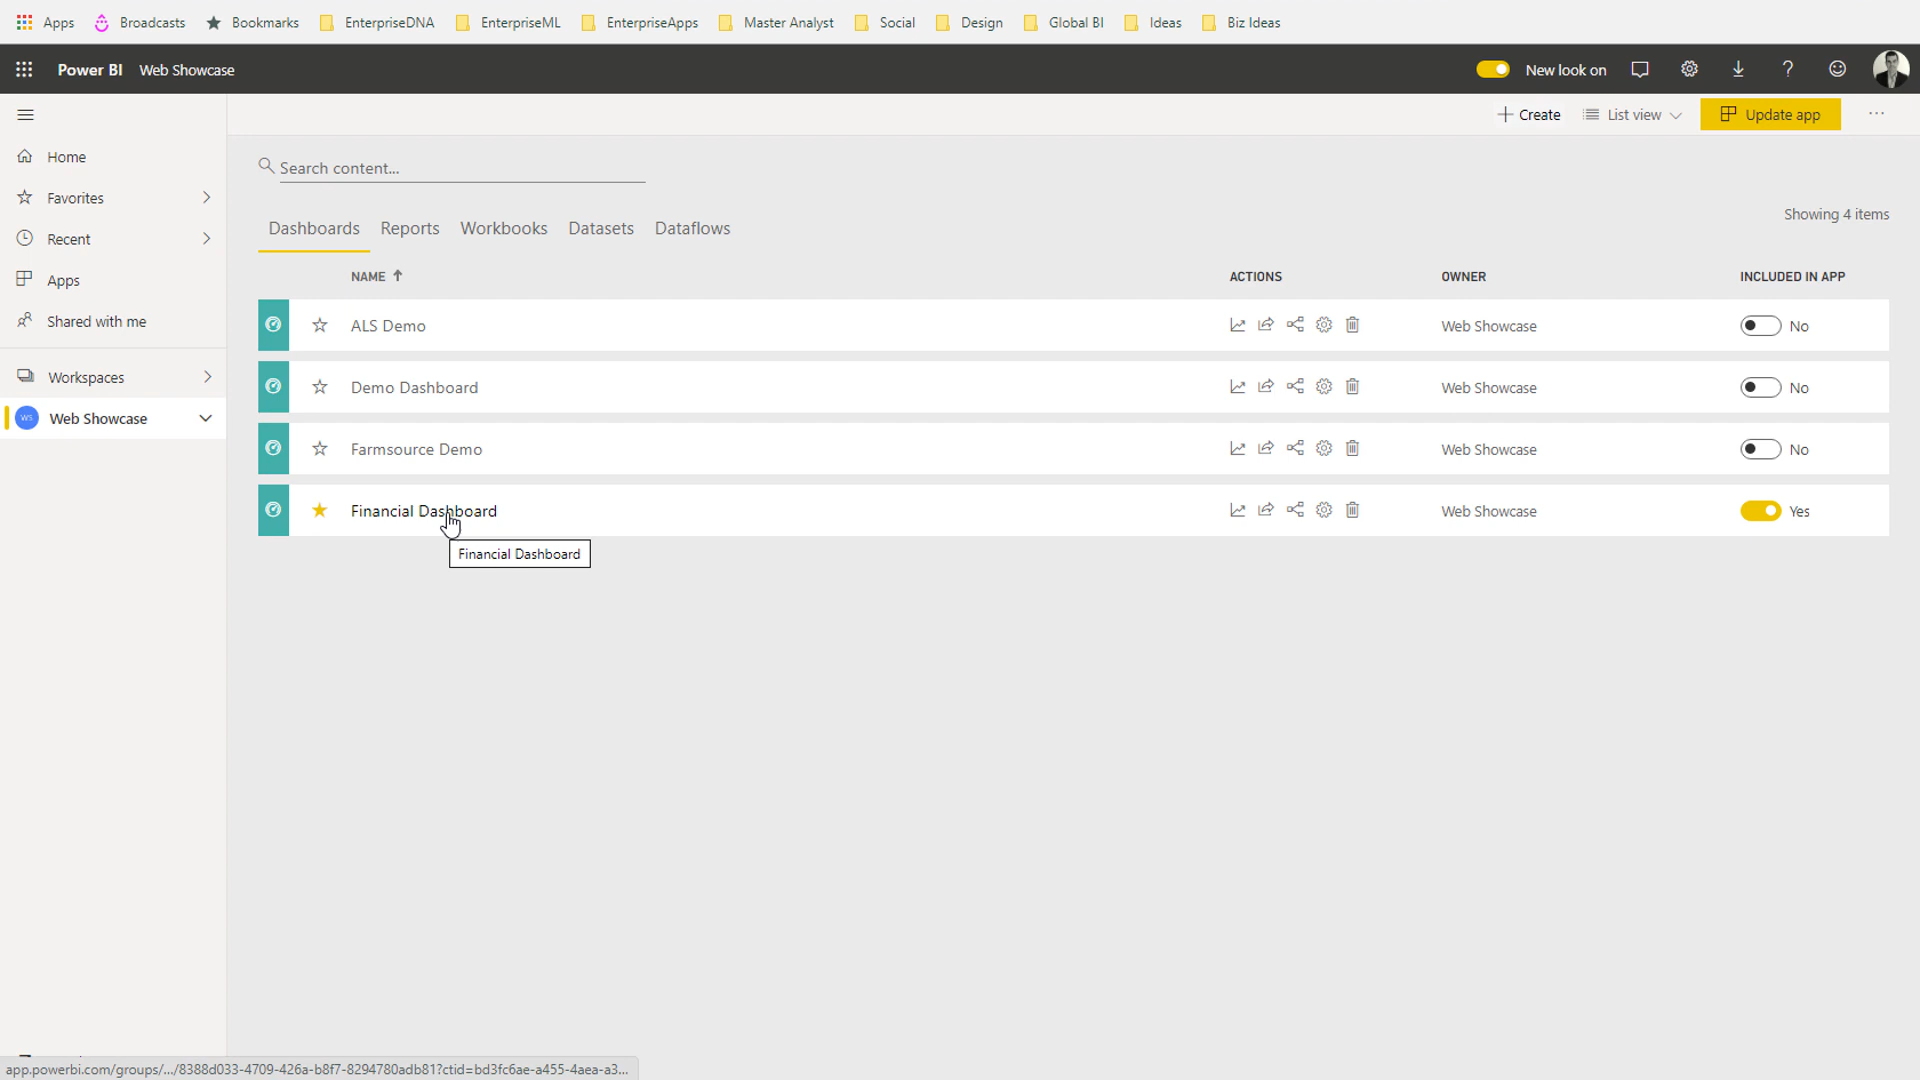 Apps Broadcasts Bookmarks EnterpriseDNA EnterpriseML EnterpriseApps Master Analyst Social Design Global BI Ideas Biz Ideas
Power BI Web Showcase New look on ?
+ Create List view Update app ...
Home
Favorites
Recent
Apps
Shared with me
Workspaces
WS Web Showcase
Search content...
Dashboards Reports Workbooks Datasets Dataflows
Showing 4 items
NAME ACTIONS OWNER INCLUDED IN APP
ALS Demo Web Showcase No
Demo Dashboard Web Showcase No
Farmsource Demo Web Showcase No
Financial Dashboard Web Showcase Yes
Financial Dashboard
app.powerbi.com/groups/.../8388d033-4709-426a-b8f7-8294780adb81?ctid=bd3fc6ae-a455-4aea-a3...